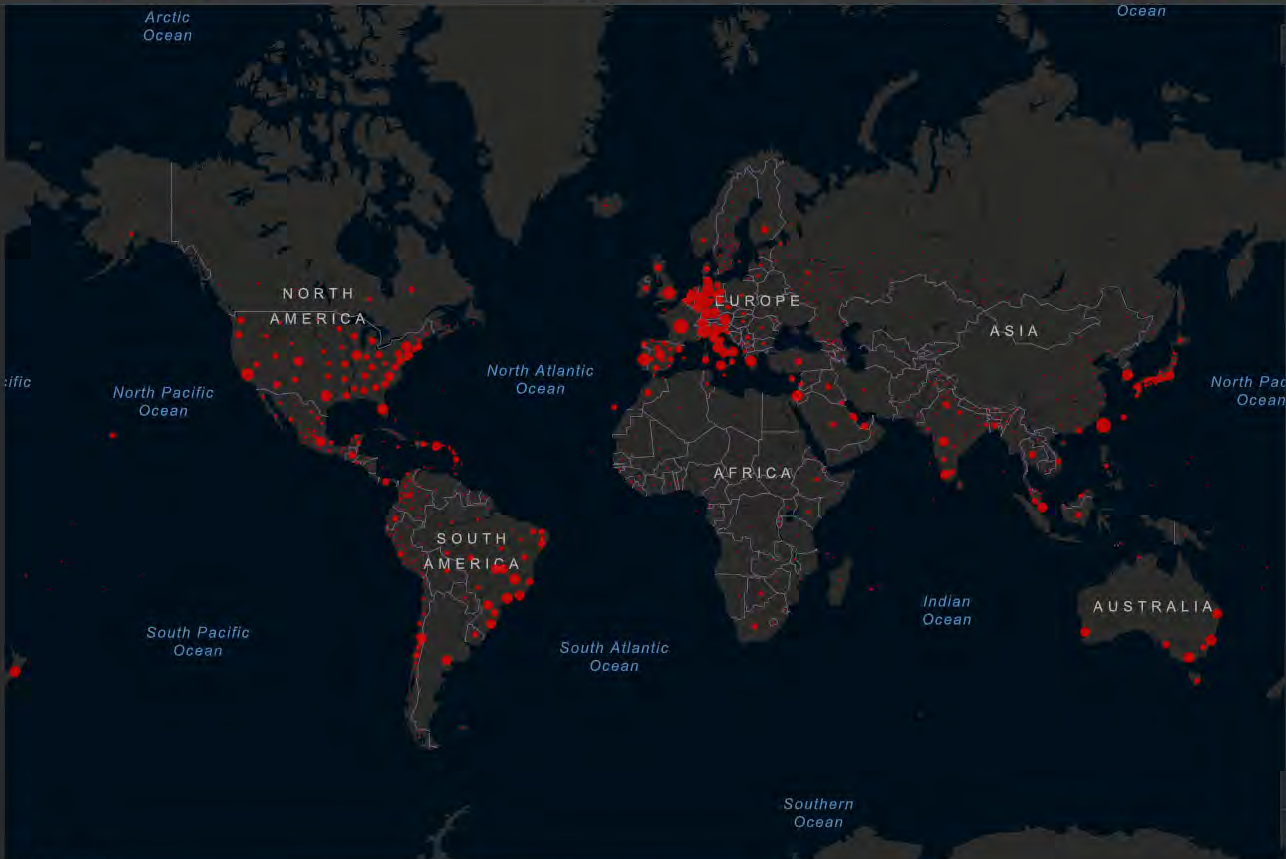 Arctic
Ocean
Ocean
NORTH
AMERICA
EUROPE
ASIA
cific
North Pacific
Ocean
North Atlantic
Ocean
North Pac
Ocean
AFRICA
SOUTH
AMERICA
Indian
Ocean
AUSTRALIA
South Pacific
Ocean
South Atlantic
Ocean
Southern
Ocean